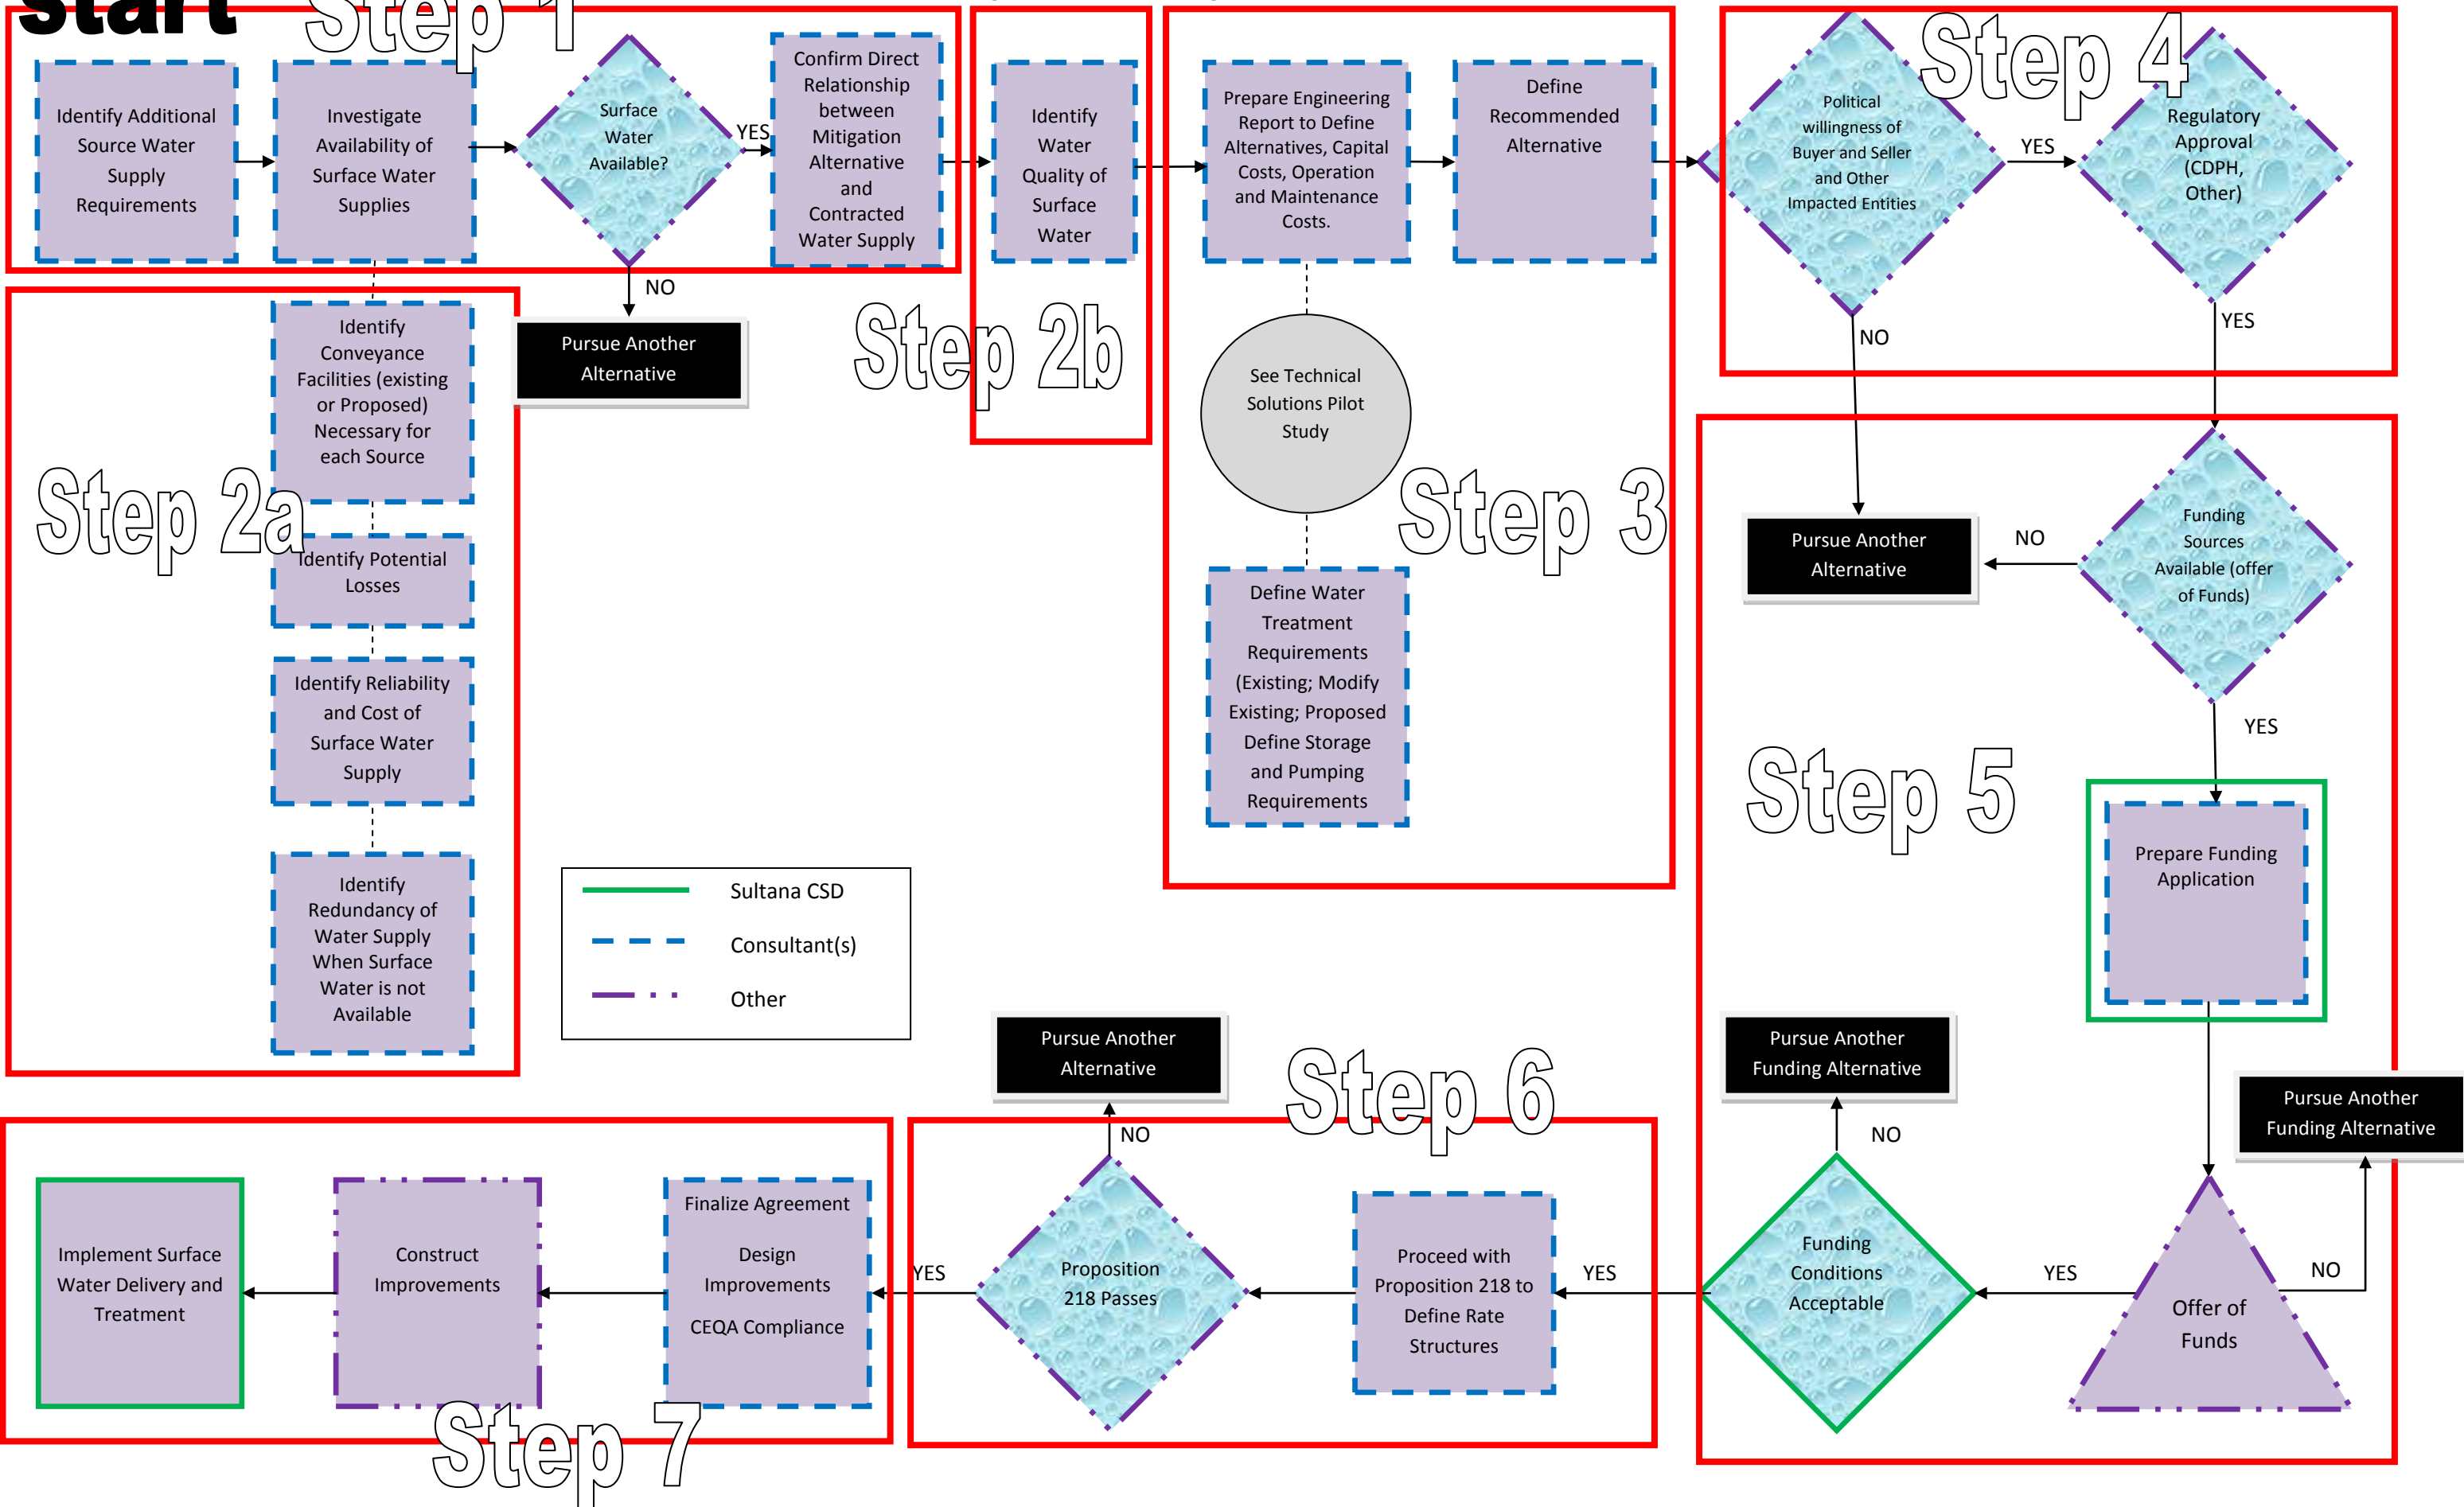 start
Step 1
Identify Additional
Source Water
Supply
Requirements
Investigate
Availability of
Surface Water
Supplies
Surface
Water
Available?
YES
NO
Pursue Another
Alternative
Confirm Direct
Relationship
between
Mitigation
Alternative
and
Contracted
Water Supply
Step 2a
Identify
Conveyance
Facilities (existing
or Proposed)
Necessary for
each Source
Identify Potential
Losses
Identify Reliability
and Cost of
Surface Water
Supply
Identify
Redundancy of
Water Supply
When Surface
Water is not
Available
Step 2b
Identify
Water
Quality of
Surface
Water
Step 3
Prepare Engineering
Report to Define
Alternatives, Capital
Costs, Operation
and Maintenance
Costs.
Define
Recommended
Alternative
See Technical
Solutions Pilot
Study
Define Water
Treatment
Requirements
(Existing; Modify
Existing; Proposed
Define Storage
and Pumping
Requirements
Step 4
Political
willingness of
Buyer and Seller
and Other
Impacted Entities
YES
NO
Regulatory
Approval
(CDPH,
Other)
YES
Step 5
Pursue Another
Alternative
NO
Funding
Sources
Available (offer
of Funds)
YES
Prepare Funding
Application
Pursue Another
Funding Alternative
NO
Offer of
Funds
YES
Funding
Conditions
Acceptable
NO
Pursue Another
Funding Alternative
YES
Sultana CSD
Consultant(s)
Other
Step 6
Proceed with
Proposition 218 to
Define Rate
Structures
Proposition
218 Passes
NO
Pursue Another
Alternative
YES
Step 7
Finalize Agreement
Design
Improvements
CEQA Compliance
Construct
Improvements
Implement Surface
Water Delivery and
Treatment